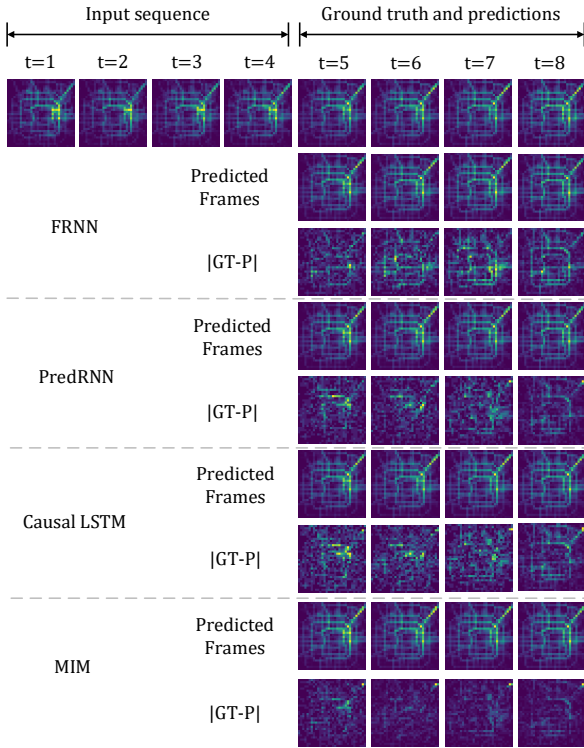 Input sequence Ground truth and predictions
t=1 t=2 t=3 t=4 t=5 t=6 t=7 t=8
Predicted
Frames
FRNN
|GT-P|
Predicted
Frames
PredRNN
|GT-P|
Predicted
Frames
Causal LSTM
|GT-P|
Predicted
Frames
MIM
|GT-P|